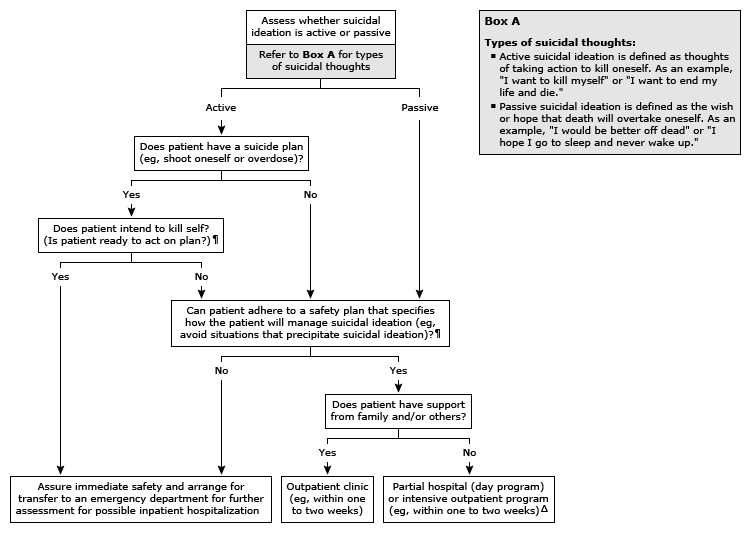 Assess whether suicidal
ideation is active or passive
Refer to Box A for types
of suicidal thoughts
Box A
Types of suicidal thoughts:
▪ Active suicidal ideation is defined as thoughts
of taking action to kill oneself. As an example,
"I want to kill myself" or "I want to end my
life and die."
▪ Passive suicidal ideation is defined as the wish
or hope that death will overtake oneself. As an
example, "I would be better off dead" or "I
hope I go to sleep and never wake up."
Active
Passive
Does patient have a suicide plan
(eg, shoot oneself or overdose)?
Yes
No
Does patient intend to kill self?
(Is patient ready to act on plan?)¶
Yes
No
Can patient adhere to a safety plan that specifies
how the patient will manage suicidal ideation (eg,
avoid situations that precipitate suicidal ideation)?¶
No
Yes
Does patient have support
from family and/or others?
Yes
No
Assure immediate safety and arrange for
transfer to an emergency department for further
assessment for possible inpatient hospitalization
Outpatient clinic
(eg, within one
to two weeks)
Partial hospital (day program)
or intensive outpatient program
(eg, within one to two weeks)Δ